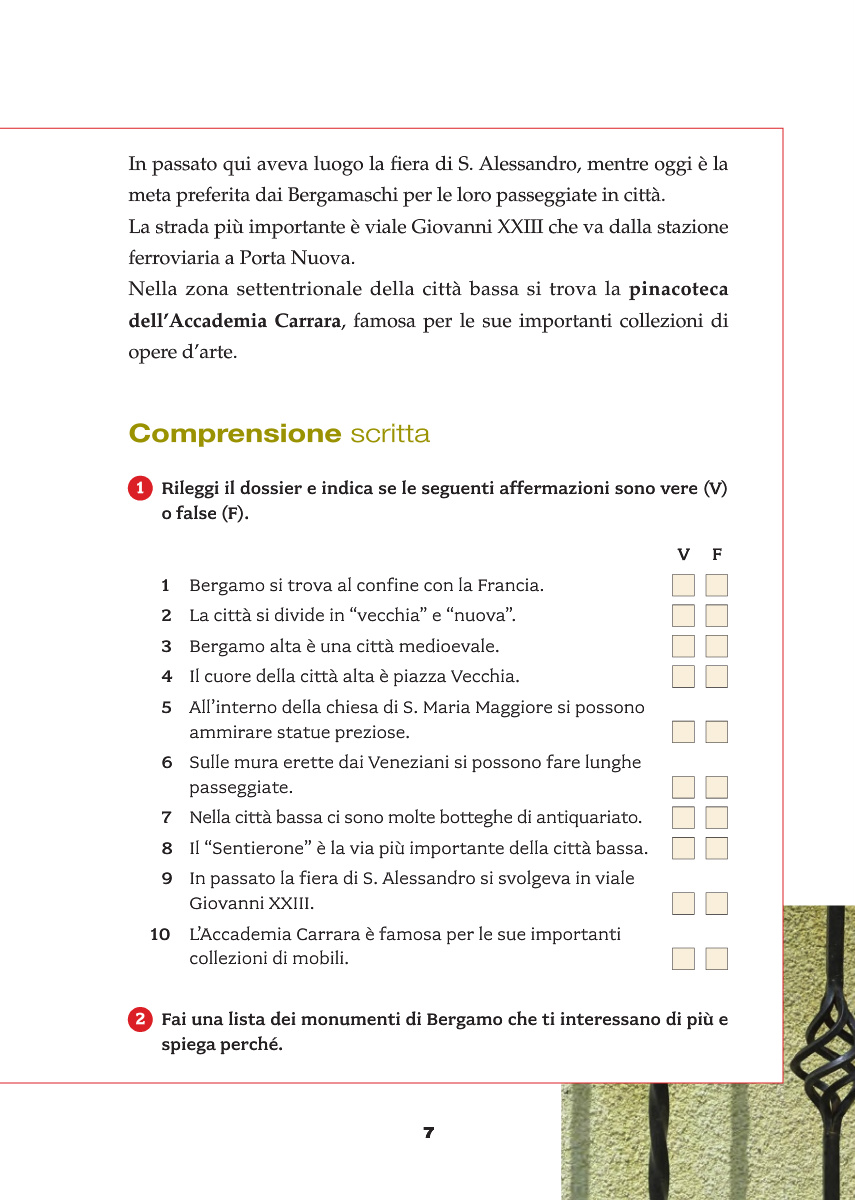 In passato qui aveva luogo la fiera di S. Alessandro, mentre oggi è la
meta preferita dai Bergamaschi per le loro passeggiate in città.
La strada più importante è viale Giovanni XXIII che va dalla stazione
ferroviaria a Porta Nuova.
Nella zona settentrionale della città bassa si trova la pinacoteca
dell'Accademia Carrara, famosa per le sue importanti collezioni di
opere d'arte.
Comprensione scritta
1 Rileggi il dossier e indica se le seguenti affermazioni sono vere (V)
o false (F).
V F
1 Bergamo si trova al confine con la Francia.
2 La città si divide in “vecchia” e “nuova”.
3 Bergamo alta è una città medioevale.
4 Il cuore della città alta è piazza Vecchia.
5 All'interno della chiesa di S. Maria Maggiore si possono
ammirare statue preziose.
6 Sulle mura erette dai Veneziani si possono fare lunghe
passeggiate.
7 Nella città bassa ci sono molte botteghe di antiquariato.
8 Il “Sentierone” è la via più importante della città bassa.
9 In passato la fiera di S. Alessandro si svolgeva in viale
Giovanni XXIII.
10 L'Accademia Carrara è famosa per le sue importanti
collezioni di mobili.
2 Fai una lista dei monumenti di Bergamo che ti interessano di più e
spiega perché.
7